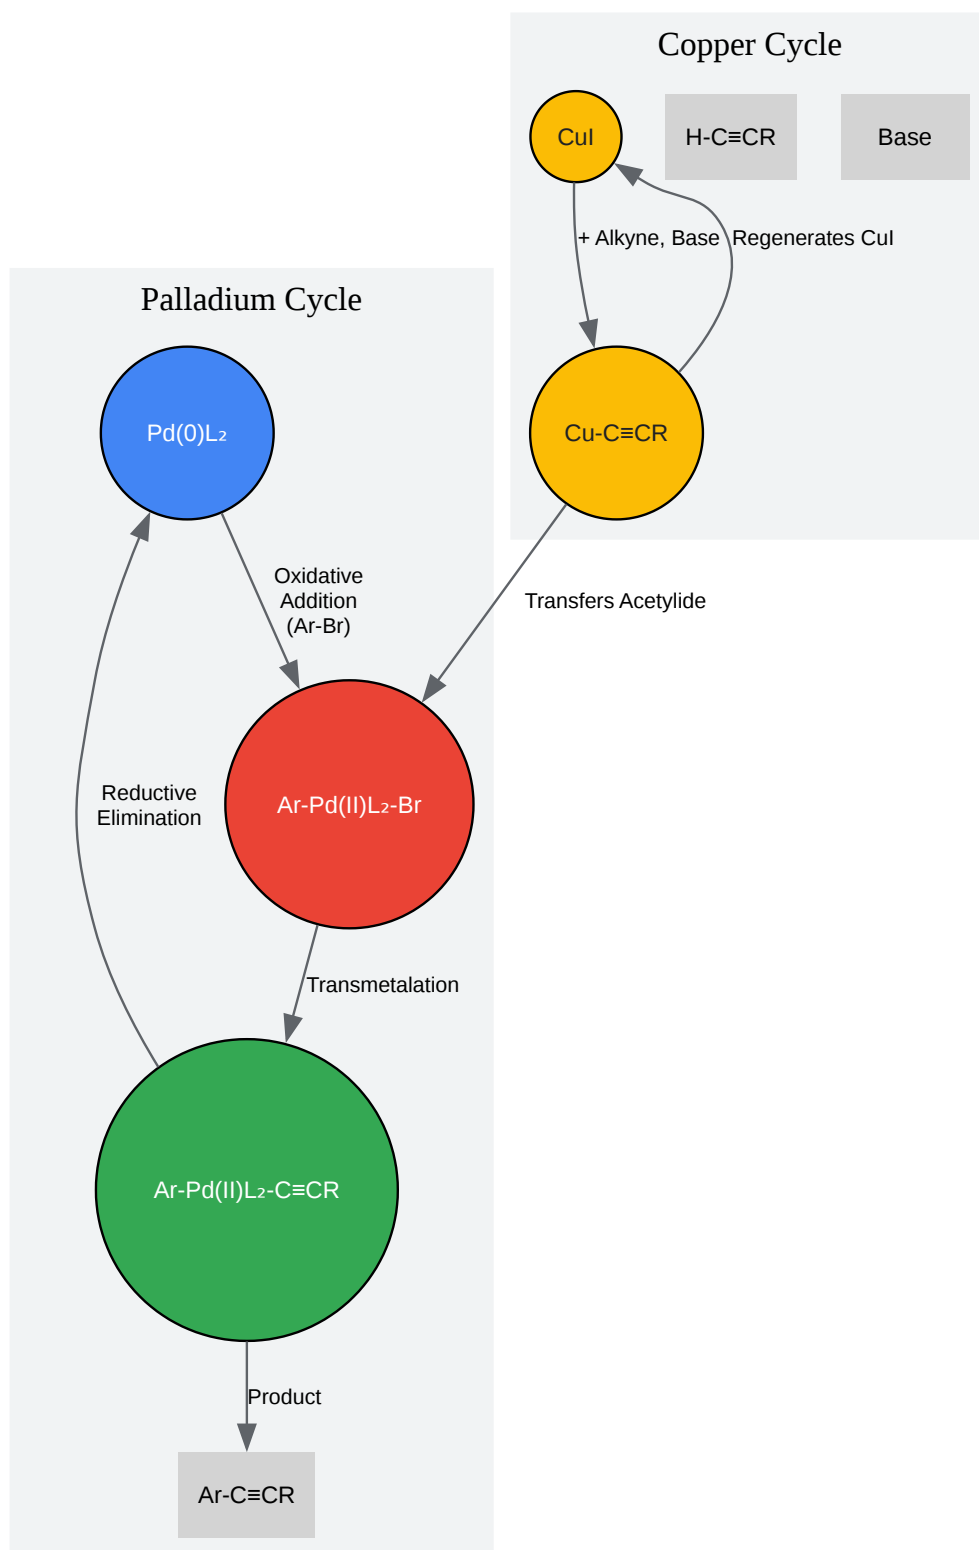 Copper Cycle
CuI
H-C≡CR
Base
+ Alkyne, Base
Regenerates CuI
Cu-C≡CR
Transfers Acetylide
Palladium Cycle
Pd(0)L₂
Oxidative
Addition
(Ar-Br)
Ar-Pd(II)L₂-Br
Reductive
Elimination
Transmetalation
Ar-Pd(II)L₂-C≡CR
Product
Ar-C≡CR